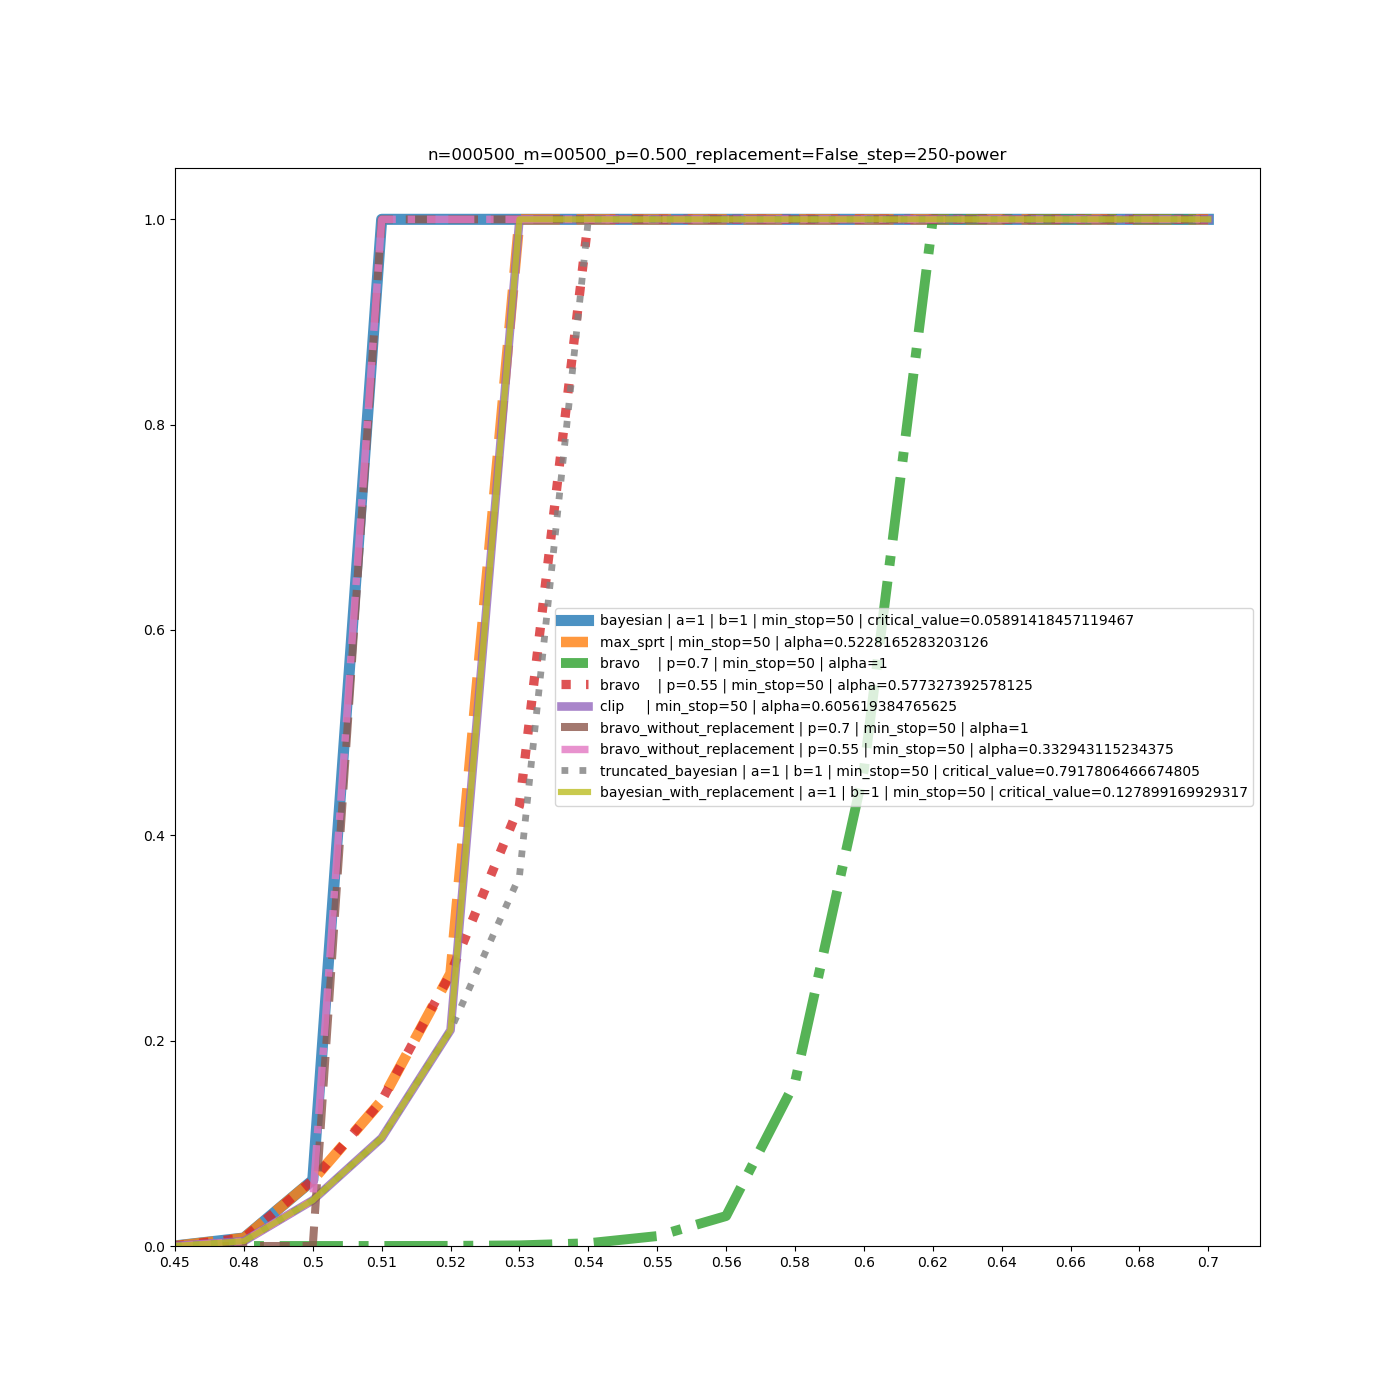 n=000500_m=00500_p=0.500_replacement=False_step=250-power
1.0
0.8
0.6
0.4
0.2
0.0
bayesian | a=1 | b=1 | min_stop=50 | critical_value=0.05891418457119467
max_sprt | min_stop=50 | alpha=0.5228165283203126
bravo | p=0.7 | min_stop=50 | alpha=1
bravo | p=0.55 | min_stop=50 | alpha=0.577327392578125
clip | min_stop=50 | alpha=0.605619384765625
bravo_without_replacement | p=0.7 | min_stop=50 | alpha=1
bravo_without_replacement | p=0.55 | min_stop=50 | alpha=0.332943115234375
truncated_bayesian | a=1 | b=1 | min_stop=50 | critical_value=0.7917806466674805
bayesian_with_replacement | a=1 | b=1 | min_stop=50 | critical_value=0.127899169929317
0.45 0.48 0.5 0.51 0.52 0.53 0.54 0.55 0.56 0.58 0.6 0.62 0.64 0.66 0.68 0.7